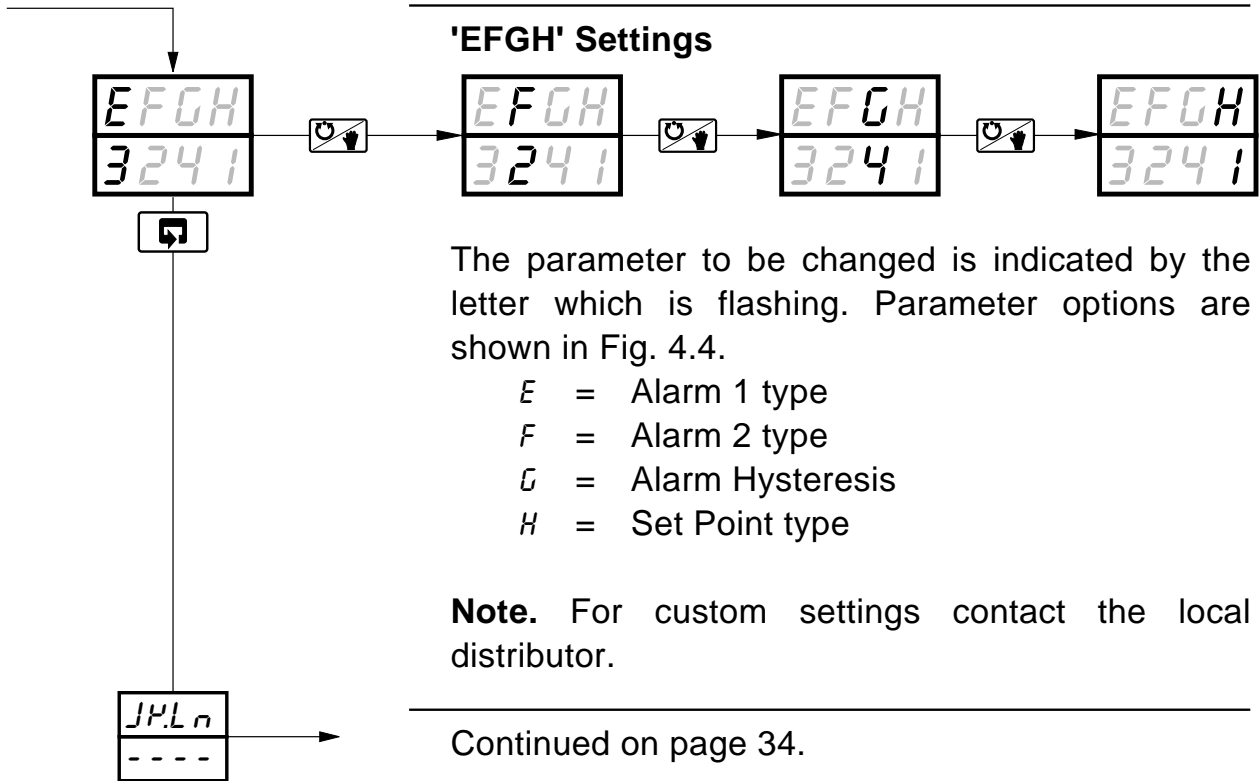 'EFGH' Settings
EFGH EFGH EFGH EFGH
3241 3241 3241 3241
The parameter to be changed is indicated by the
letter which is flashing. Parameter options are
shown in Fig. 4.4.
E = Alarm 1 type
F = Alarm 2 type
G = Alarm Hysteresis
H = Set Point type
Note. For custom settings contact the local
distributor.
JK.Ln
- - - -
Continued on page 34.